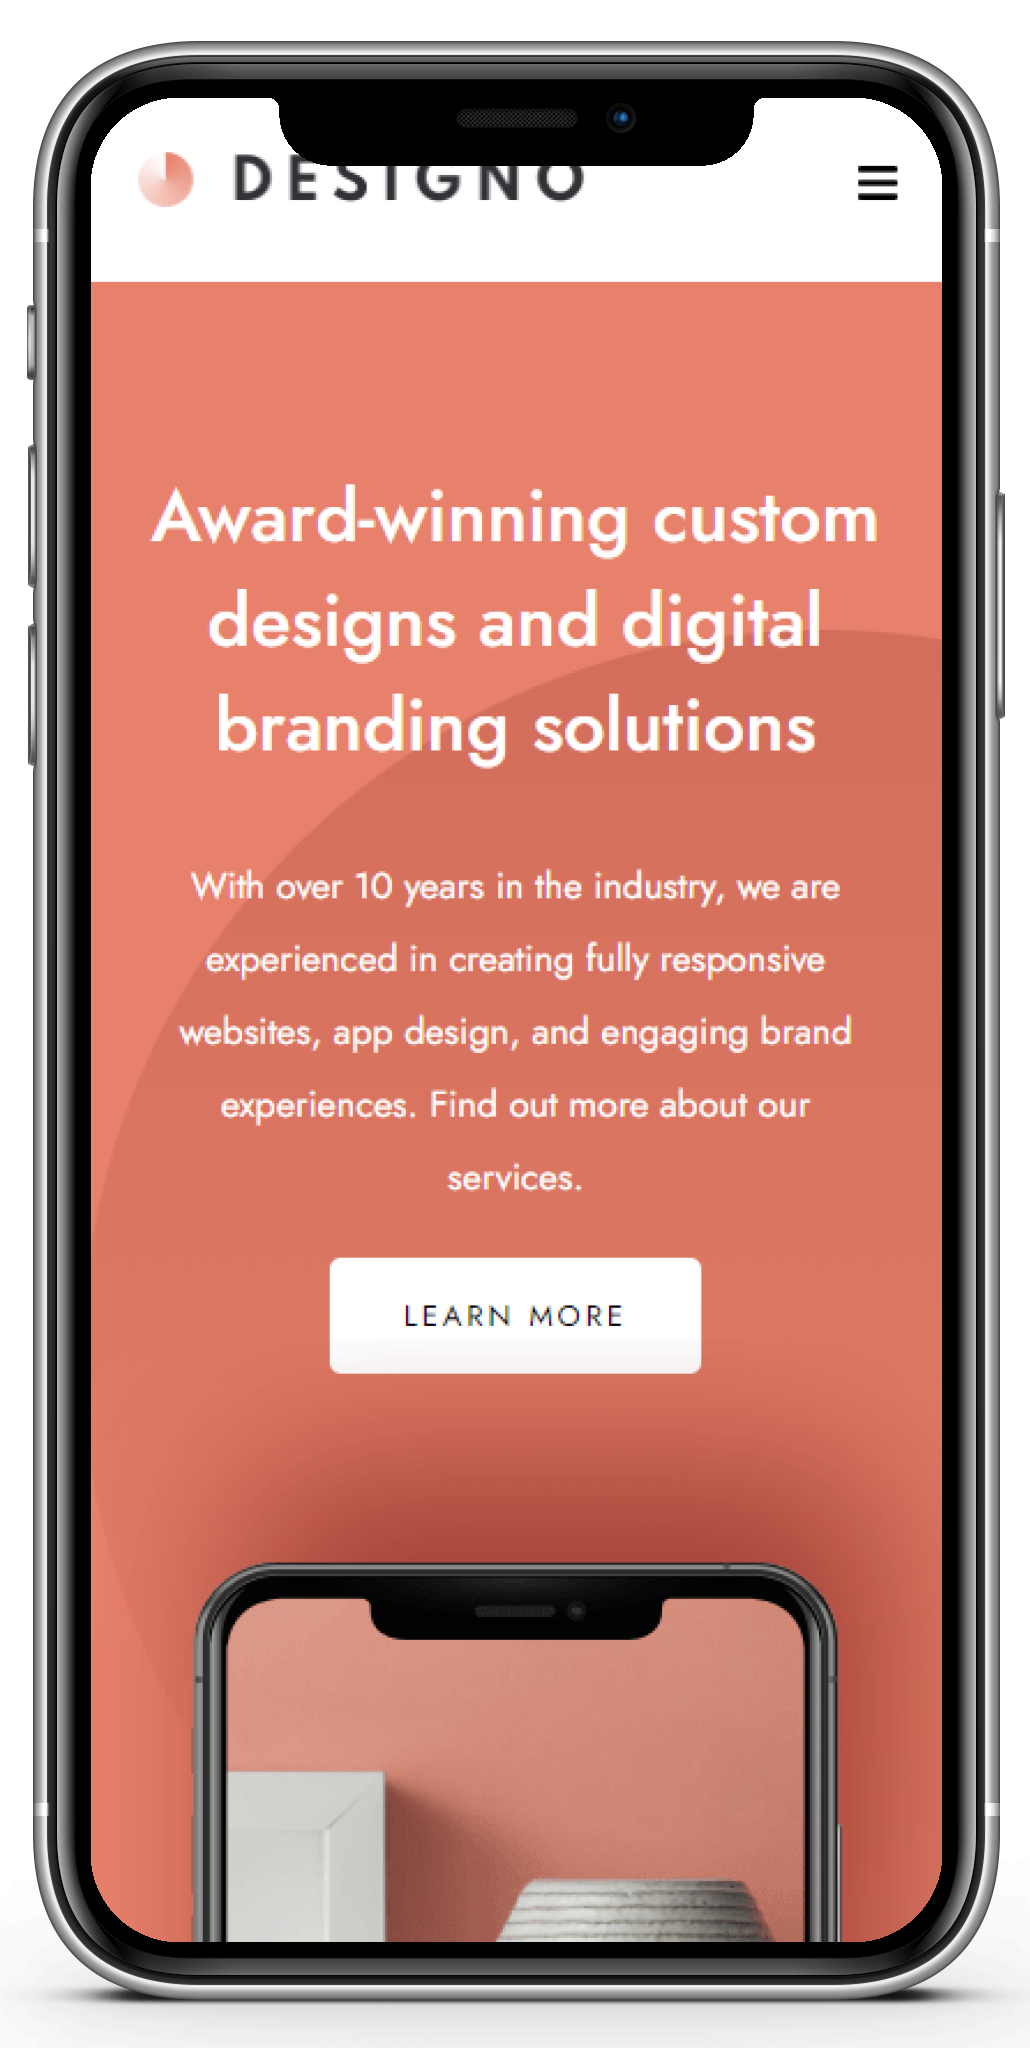 DESIGNO
Award-winning custom
designs and digital
branding solutions
With over 10 years in the industry, we are
experienced in creating fully responsive
websites, app design, and engaging brand
experiences. Find out more about our
services.
LEARN MORE